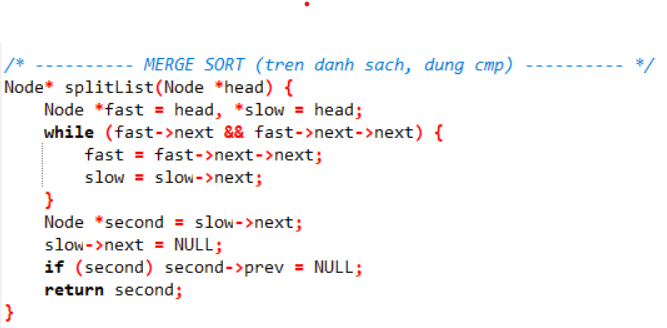 /* ---------- MERGE SORT (tren danh sach, dung cmp) ---------- */
Node* splitList(Node *head) {
    Node *fast = head, *slow = head;
    while (fast->next && fast->next->next) {
        fast = fast->next->next;
        slow = slow->next;
    }
    Node *second = slow->next;
    slow->next = NULL;
    if (second) second->prev = NULL;
    return second;
}